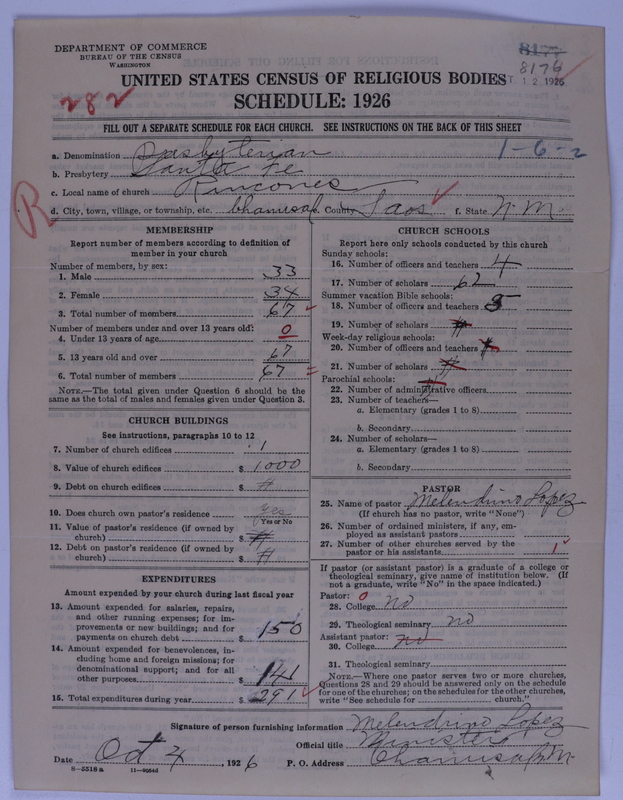 DEPARTMENT OF COMMERCE
BUREAU OF THE CENSUS
WASHINGTON
8177
8176
12 1926
282
UNITED STATES CENSUS OF RELIGIOUS BODIES
SCHEDULE: 1926
FILL OUT A SEPARATE SCHEDULE FOR EACH CHURCH. SEE INSTRUCTIONS ON THE BACK OF THIS SHEET
1-6-2
a. Denomination Presbyterian
b. Presbytery Santa Fe
c. Local name of church Rincones
d. City, town, village, or township, etc. Chamisal e. County Taos f. State N. M.
R
MEMBERSHIP
Report number of members according to definition of member in your church
Number of members, by sex:
1. Male 33
2. Female 34
3. Total number of members 67
Number of members under and over 13 years old:
4. Under 13 years of age 0
5. 13 years old and over 67
6. Total number of members 67
NOTE.—The total given under Question 6 should be the same as the total of males and females given under Question 3.
CHURCH BUILDINGS
See instructions, paragraphs 10 to 12
7. Number of church edifices 1
8. Value of church edifices $ 1000
9. Debt on church edifices $ #
10. Does church own pastor's residence yes
(Yes or No)
11. Value of pastor's residence (if owned by church) $ #
12. Debt on pastor's residence (if owned by church) $ #
EXPENDITURES
Amount expended by your church during last fiscal year
13. Amount expended for salaries, repairs, and other running expenses; for improvements or new buildings; and for payments on church debt $ 150
14. Amount expended for benevolences, including home and foreign missions; for denominational support; and for all other purposes $ 141
15. Total expenditures during year $ 291
CHURCH SCHOOLS
Report here only schools conducted by this church
Sunday schools:
16. Number of officers and teachers 4
17. Number of scholars 62
Summer vacation Bible schools:
18. Number of officers and teachers
19. Number of scholars #
Week-day religious schools:
20. Number of officers and teachers
21. Number of scholars #
Parochial schools:
22. Number of administrative officers
23. Number of teachers—
a. Elementary (grades 1 to 8)
b. Secondary
24. Number of scholars—
a. Elementary (grades 1 to 8)
b. Secondary
PASTOR
25. Name of pastor Melendrino Lopez
(If church has no pastor, write "None")
26. Number of ordained ministers, if any, employed as assistant pastors
27. Number of other churches served by the pastor or his assistants 1
If pastor (or assistant pastor) is a graduate of a college or theological seminary, give name of institution below. (If not a graduate, write "No" in the space indicated.)
Pastor: 0
28. College no
29. Theological seminary no
Assistant pastor:
30. College no
31. Theological seminary
NOTE.—Where one pastor serves two or more churches, Questions 28 and 29 should be answered only on the schedule for one of the churches; on the schedules for the other churches, write "See schedule for church."
Signature of person furnishing information Melendrino Lopez
Official title Minister
Date Oct 4, 1926 P. O. Address Chamisal N. M.
8—5518a 11—9054d